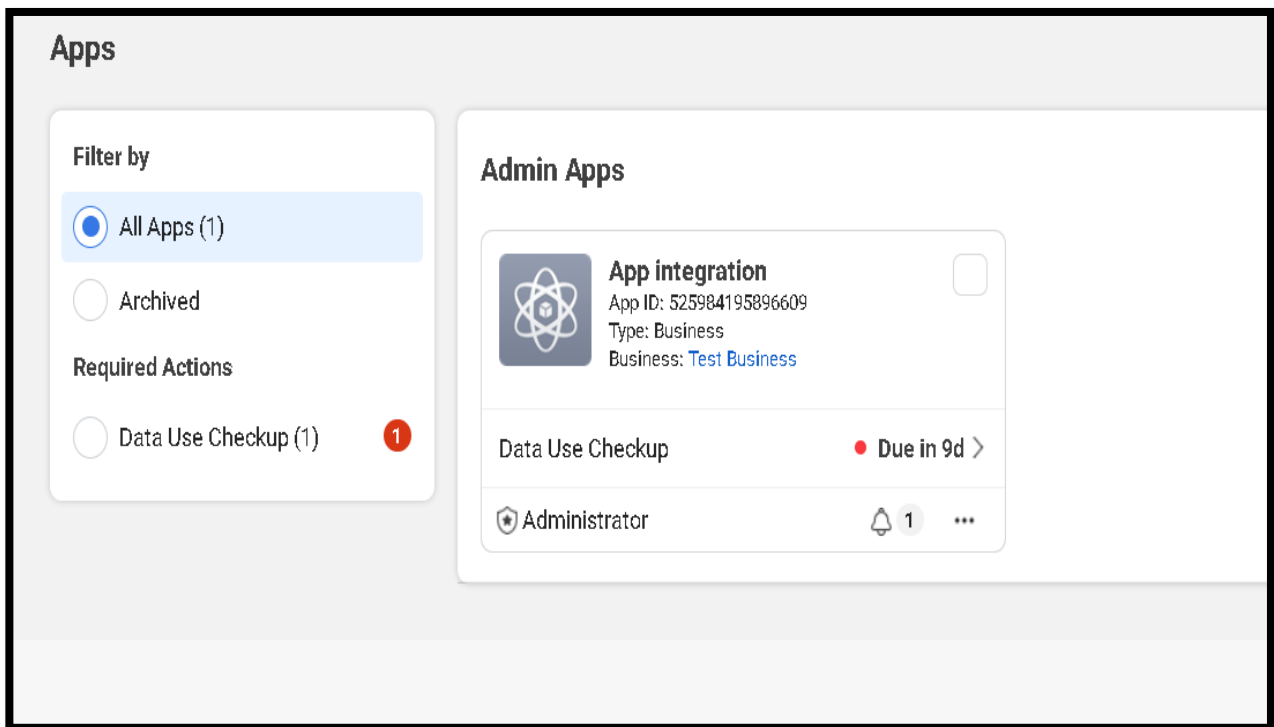 Apps
Filter by
All Apps (1)
Archived
Required Actions
Data Use Checkup (1)
1
Admin Apps
App integration
App ID: 525984195896609
Type: Business
Business: Test Business
Data Use Checkup
Due in 9d
Administrator
1